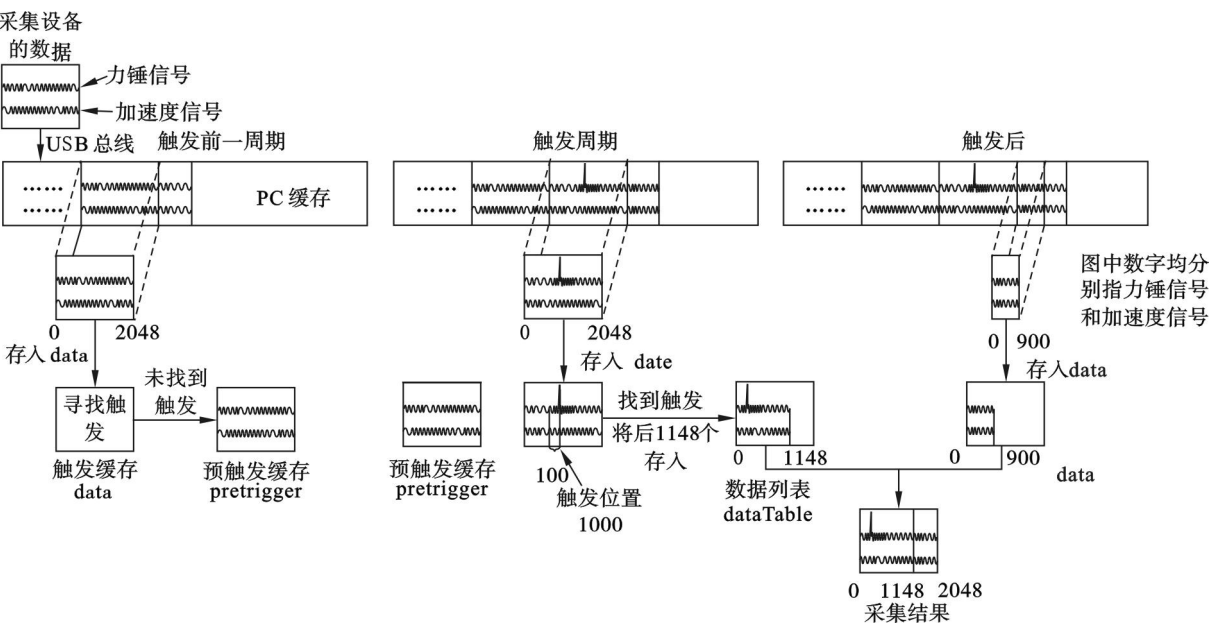 采集设备
的数据
力锤信号
加速度信号
USB 总线
触发前一周期
触发周期
触发后
……
……
PC 缓存
……
……
……
……
图中数字均分
别指力锤信号
和加速度信号
0 2048
0 2048
0 900
存入 data
存入 date
存入data
寻找触
发
未找到
触发
触发缓存
data
预触发缓存
pretrigger
预触发缓存
pretrigger
100
触发位置
1000
找到触发
将后1148个
存入
0 1148
数据列表
dataTable
0 900
data
0 1148 2048
采集结果